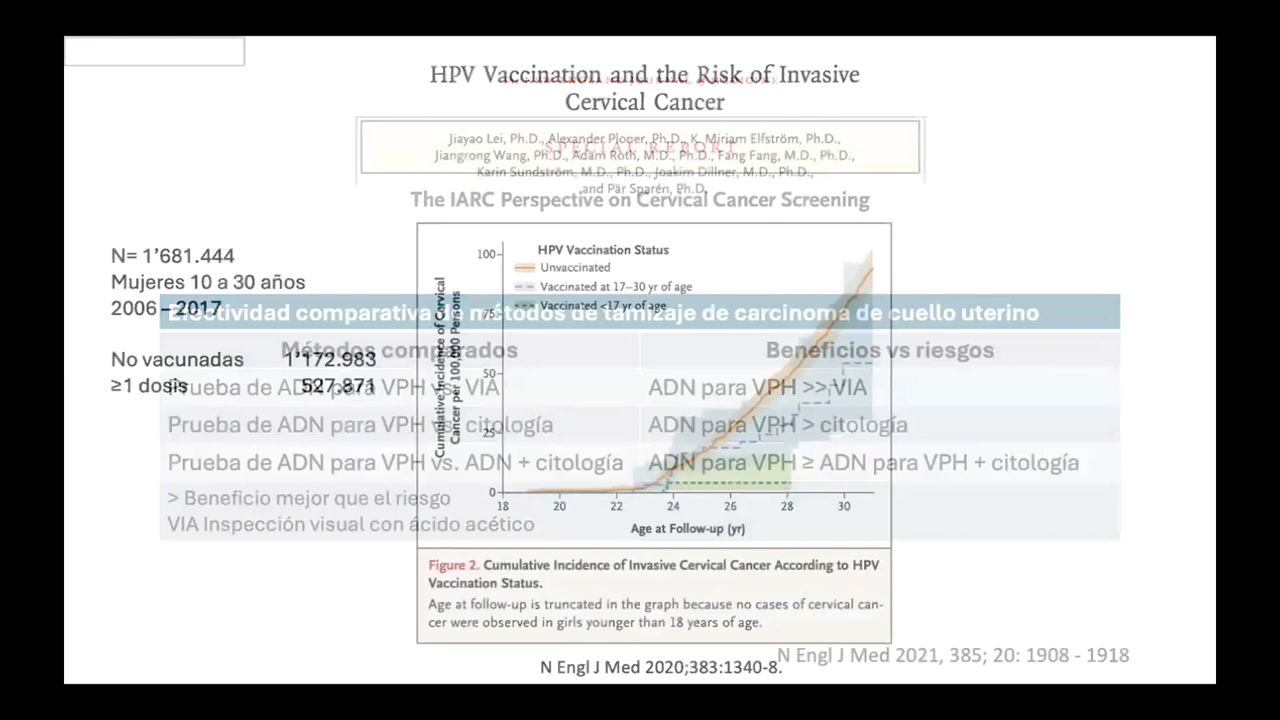 HPV Vaccination and the Risk of Invasive
Cervical Cancer
Jiayao Lei, Ph.D., Alexander Ploner, Ph.D., K. Miriam Elfström, Ph.D.,
Jiangrong Wang, Ph.D., Adam Roth, M.D., Ph.D., Fang Fang, M.D., Ph.D.,
Karin Sundström, M.D., Ph.D., Joakim Dillner, M.D., Ph.D.,
and Pär Sparén, Ph.D.
SPECIAL REPORT
The IARC Perspective on Cervical Cancer Screening
N= 1’681.444
Mujeres 10 a 30 años
2006 – 2017
No vacunadas 1’172.983
≥1 dosis 527.871
Cumulative Incidence of Cervical
Cancer per 100,000 Persons
HPV Vaccination Status
Unvaccinated
Vaccinated at 17–30 yr of age
Vaccinated <17 yr of age
100
75
50
25
0
18 20 22 24 26 28 30
Age at Follow-up (yr)
Efectividad comparativa de métodos de tamizaje de carcinoma de cuello uterino
Métodos comparados Beneficios vs riesgos
Prueba de ADN para VPH vs. VIA ADN para VPH >> VIA
Prueba de ADN para VPH vs. citología ADN para VPH > citología
Prueba de ADN para VPH vs. ADN + citología ADN para VPH ≥ ADN para VPH + citología
> Beneficio mejor que el riesgo
VIA Inspección visual con ácido acético
Figure 2. Cumulative Incidence of Invasive Cervical Cancer According to HPV
Vaccination Status.
Age at follow-up is truncated in the graph because no cases of cervical can-
cer were observed in girls younger than 18 years of age.
N Engl J Med 2020;383:1340-8.
N Engl J Med 2021, 385; 20: 1908 - 1918